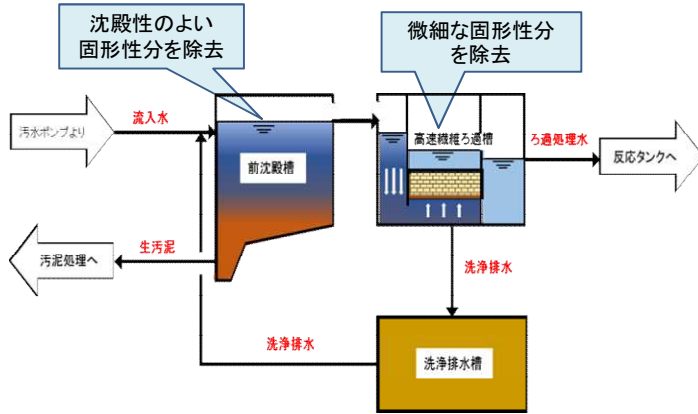 沈殿性のよい
固形性分を除去
微細な固形性分
を除去
汚水ポンプより
流入水
前沈殿槽
高速繊維ろ過槽
ろ過処理水
反応タンクへ
生汚泥
汚泥処理へ
洗浄排水
洗浄排水
洗浄排水槽